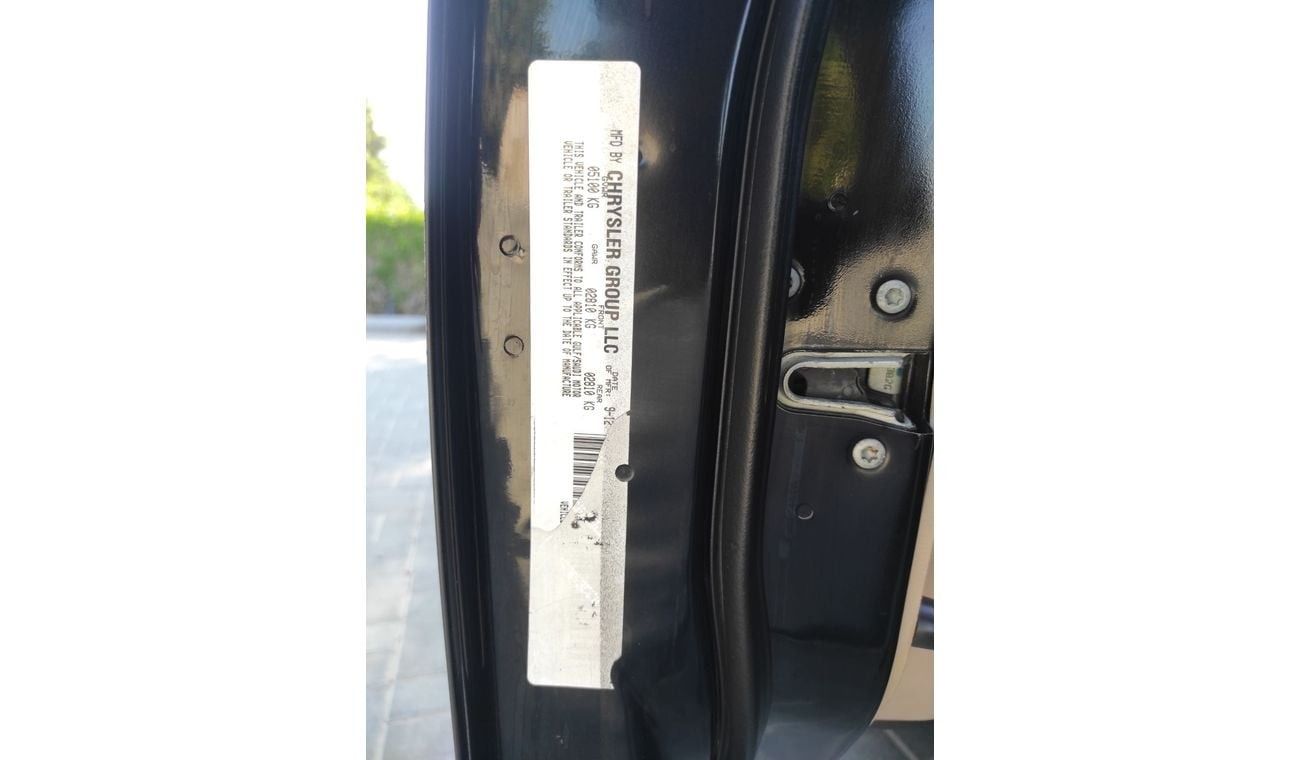 MFD BY CHRYSLER GROUP LLC DATE OF MFR: 9-12
GVWR FRONT REAR
05100 KG GAWR 02810 KG 02810 KG
THIS VEHICLE AND TRAILER CONFORMS TO ALL APPLICABLE GULF/SAUDI MOTOR
VEHICLE OR TRAILER STANDARDS IN EFFECT UP TO THE DATE OF MANUFACTURE